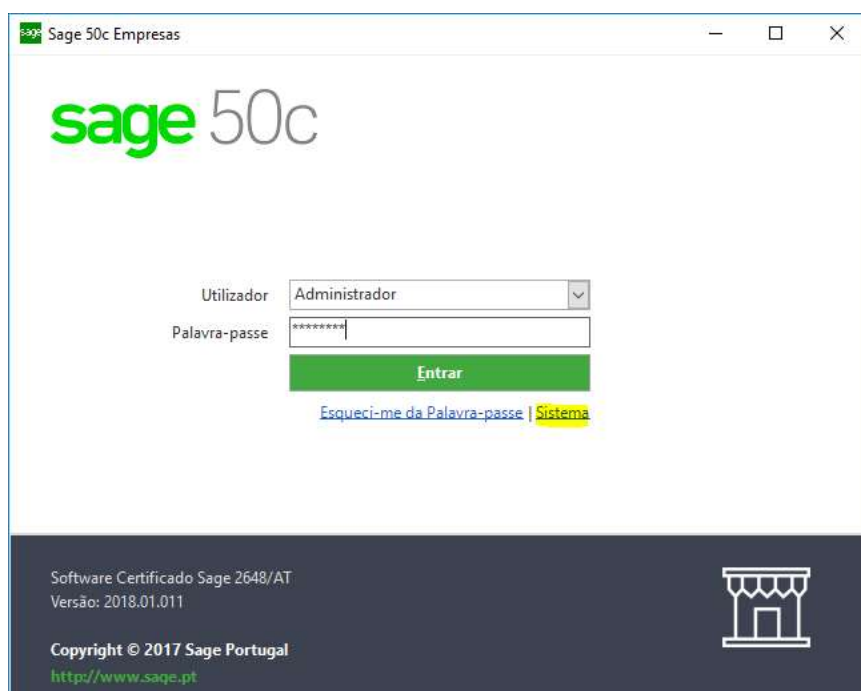 sage Sage 50c Empresas
sage 50c
Utilizador Administrador
Palavra-passe ********
Entrar
Esqueci-me da Palavra-passe | Sistema
Software Certificado Sage 2648/AT
Versão: 2018.01.011
Copyright © 2017 Sage Portugal
http://www.sage.pt